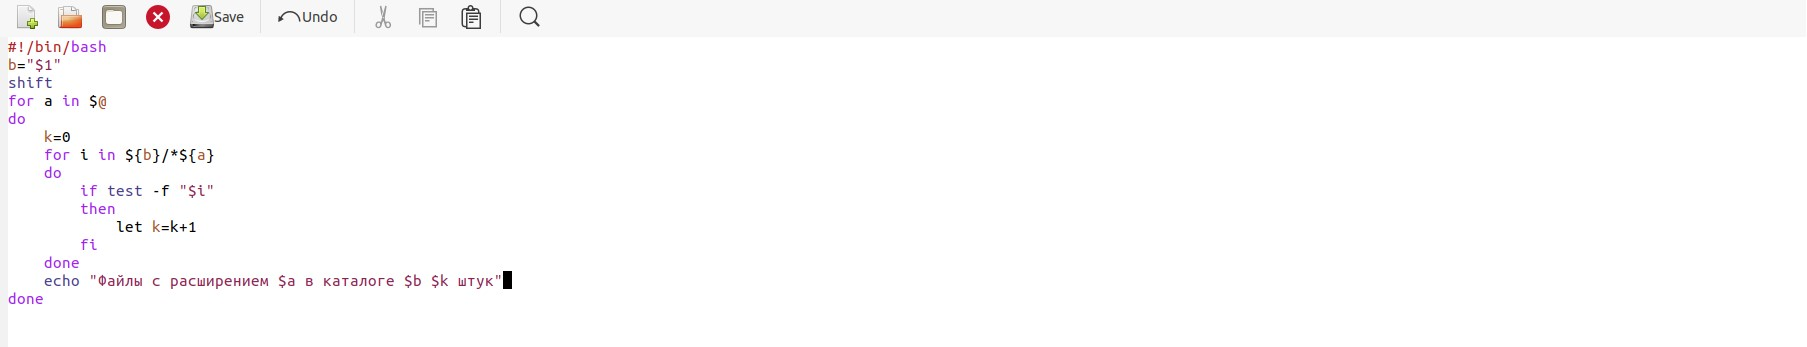 Save Undo
#!/bin/bash
b="$1"
shift
for a in $@
do
    k=0
    for i in ${b}/*${a}
    do
        if test -f "$i"
        then
            let k=k+1
        fi
    done
    echo "Файлы с расширением $a в каталоге $b $k штук"
done